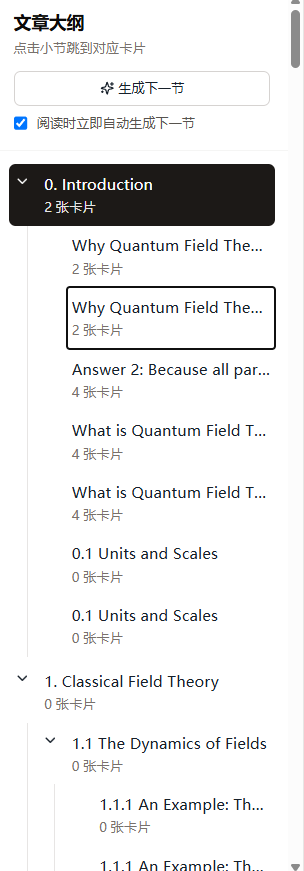 文章大纲
点击小节跳到对应卡片
生成下一节
阅读时立即自动生成下一节
0. Introduction
2 张卡片
Why Quantum Field The...
2 张卡片
Why Quantum Field The...
2 张卡片
Answer 2: Because all par...
4 张卡片
What is Quantum Field T...
4 张卡片
What is Quantum Field T...
4 张卡片
0.1 Units and Scales
0 张卡片
0.1 Units and Scales
0 张卡片
1. Classical Field Theory
0 张卡片
1.1 The Dynamics of Fields
0 张卡片
1.1.1 An Example: Th...
0 张卡片
1.1.1 An Example: Th...